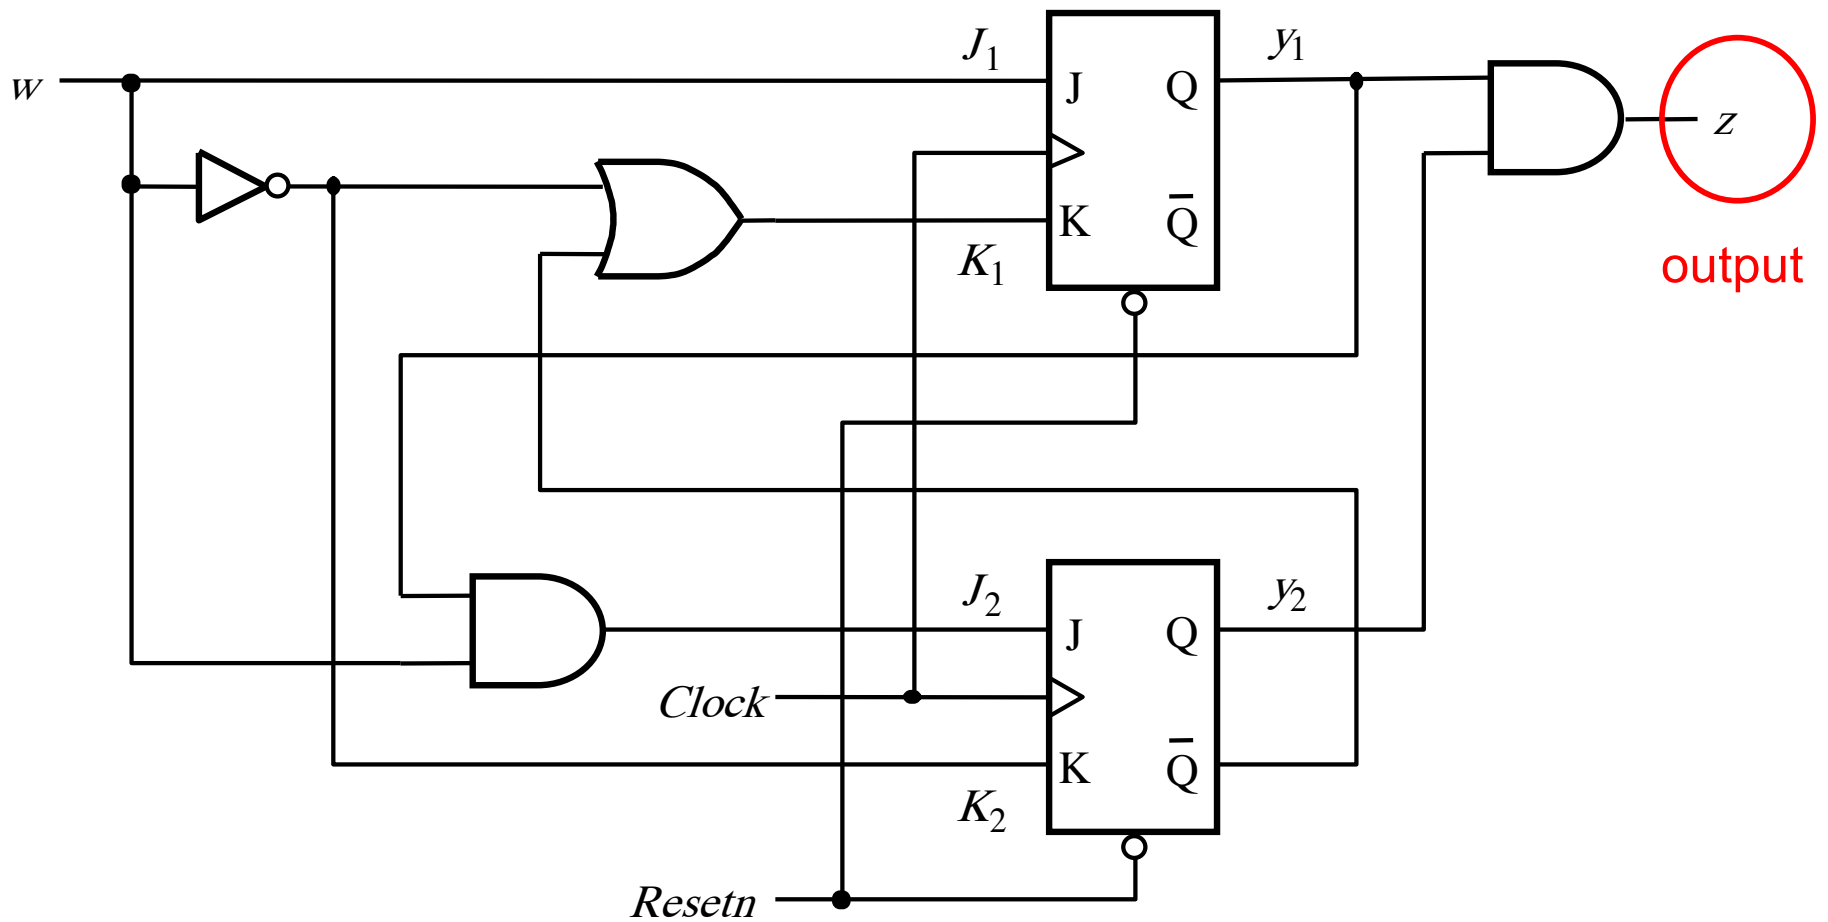 w
J₁
J
Q
y₁
z
K
Q̅
K₁
output
J₂
J
Q
y₂
Clock
K
Q̅
K₂
Resetn